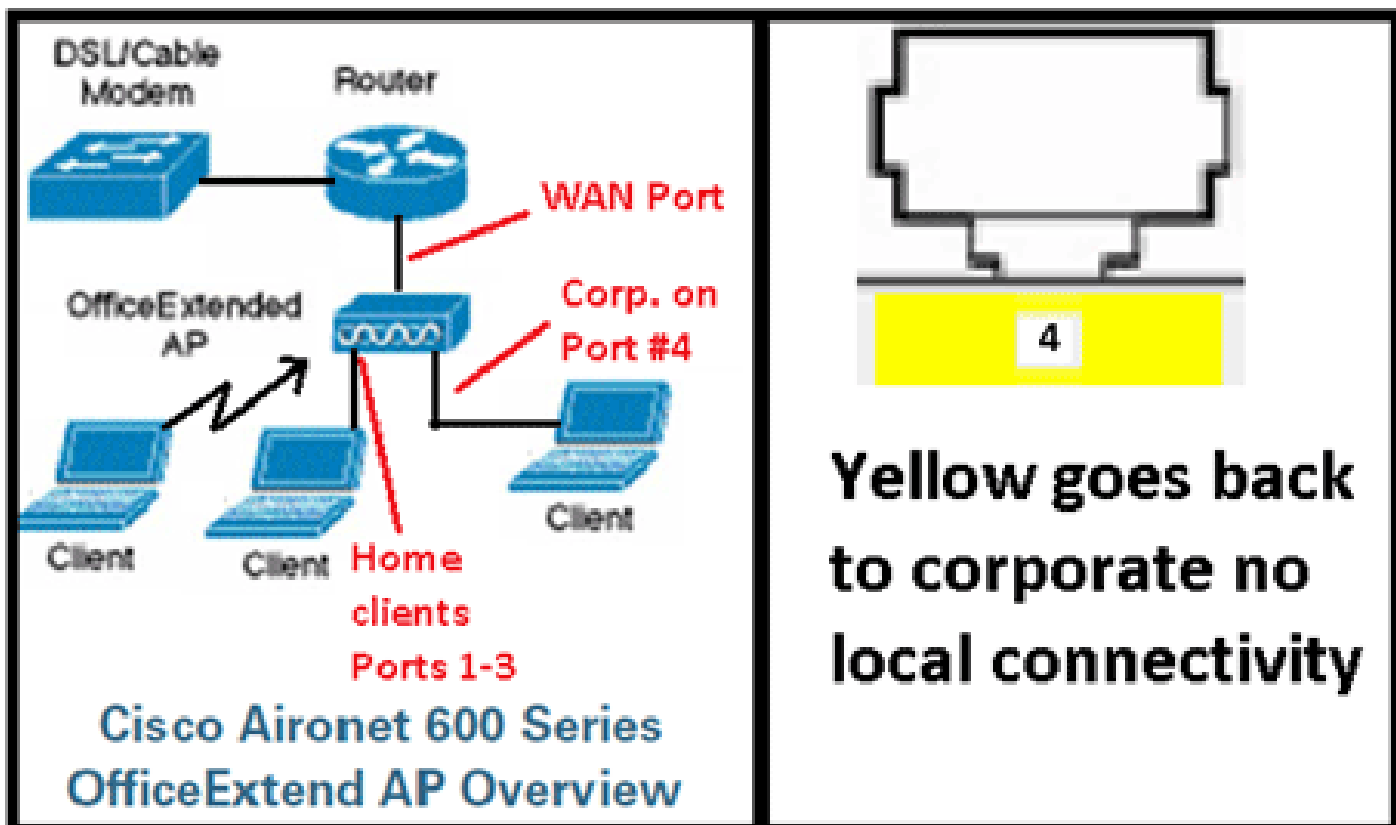 DSL/Cable
Modem
Router
WAN Port
OfficeExtended
AP
Corp. on
Port #4
Client
Client
Client
Home
clients
Ports 1-3
Cisco Aironet 600 Series
OfficeExtend AP Overview
4
Yellow goes back
to corporate no
local connectivity